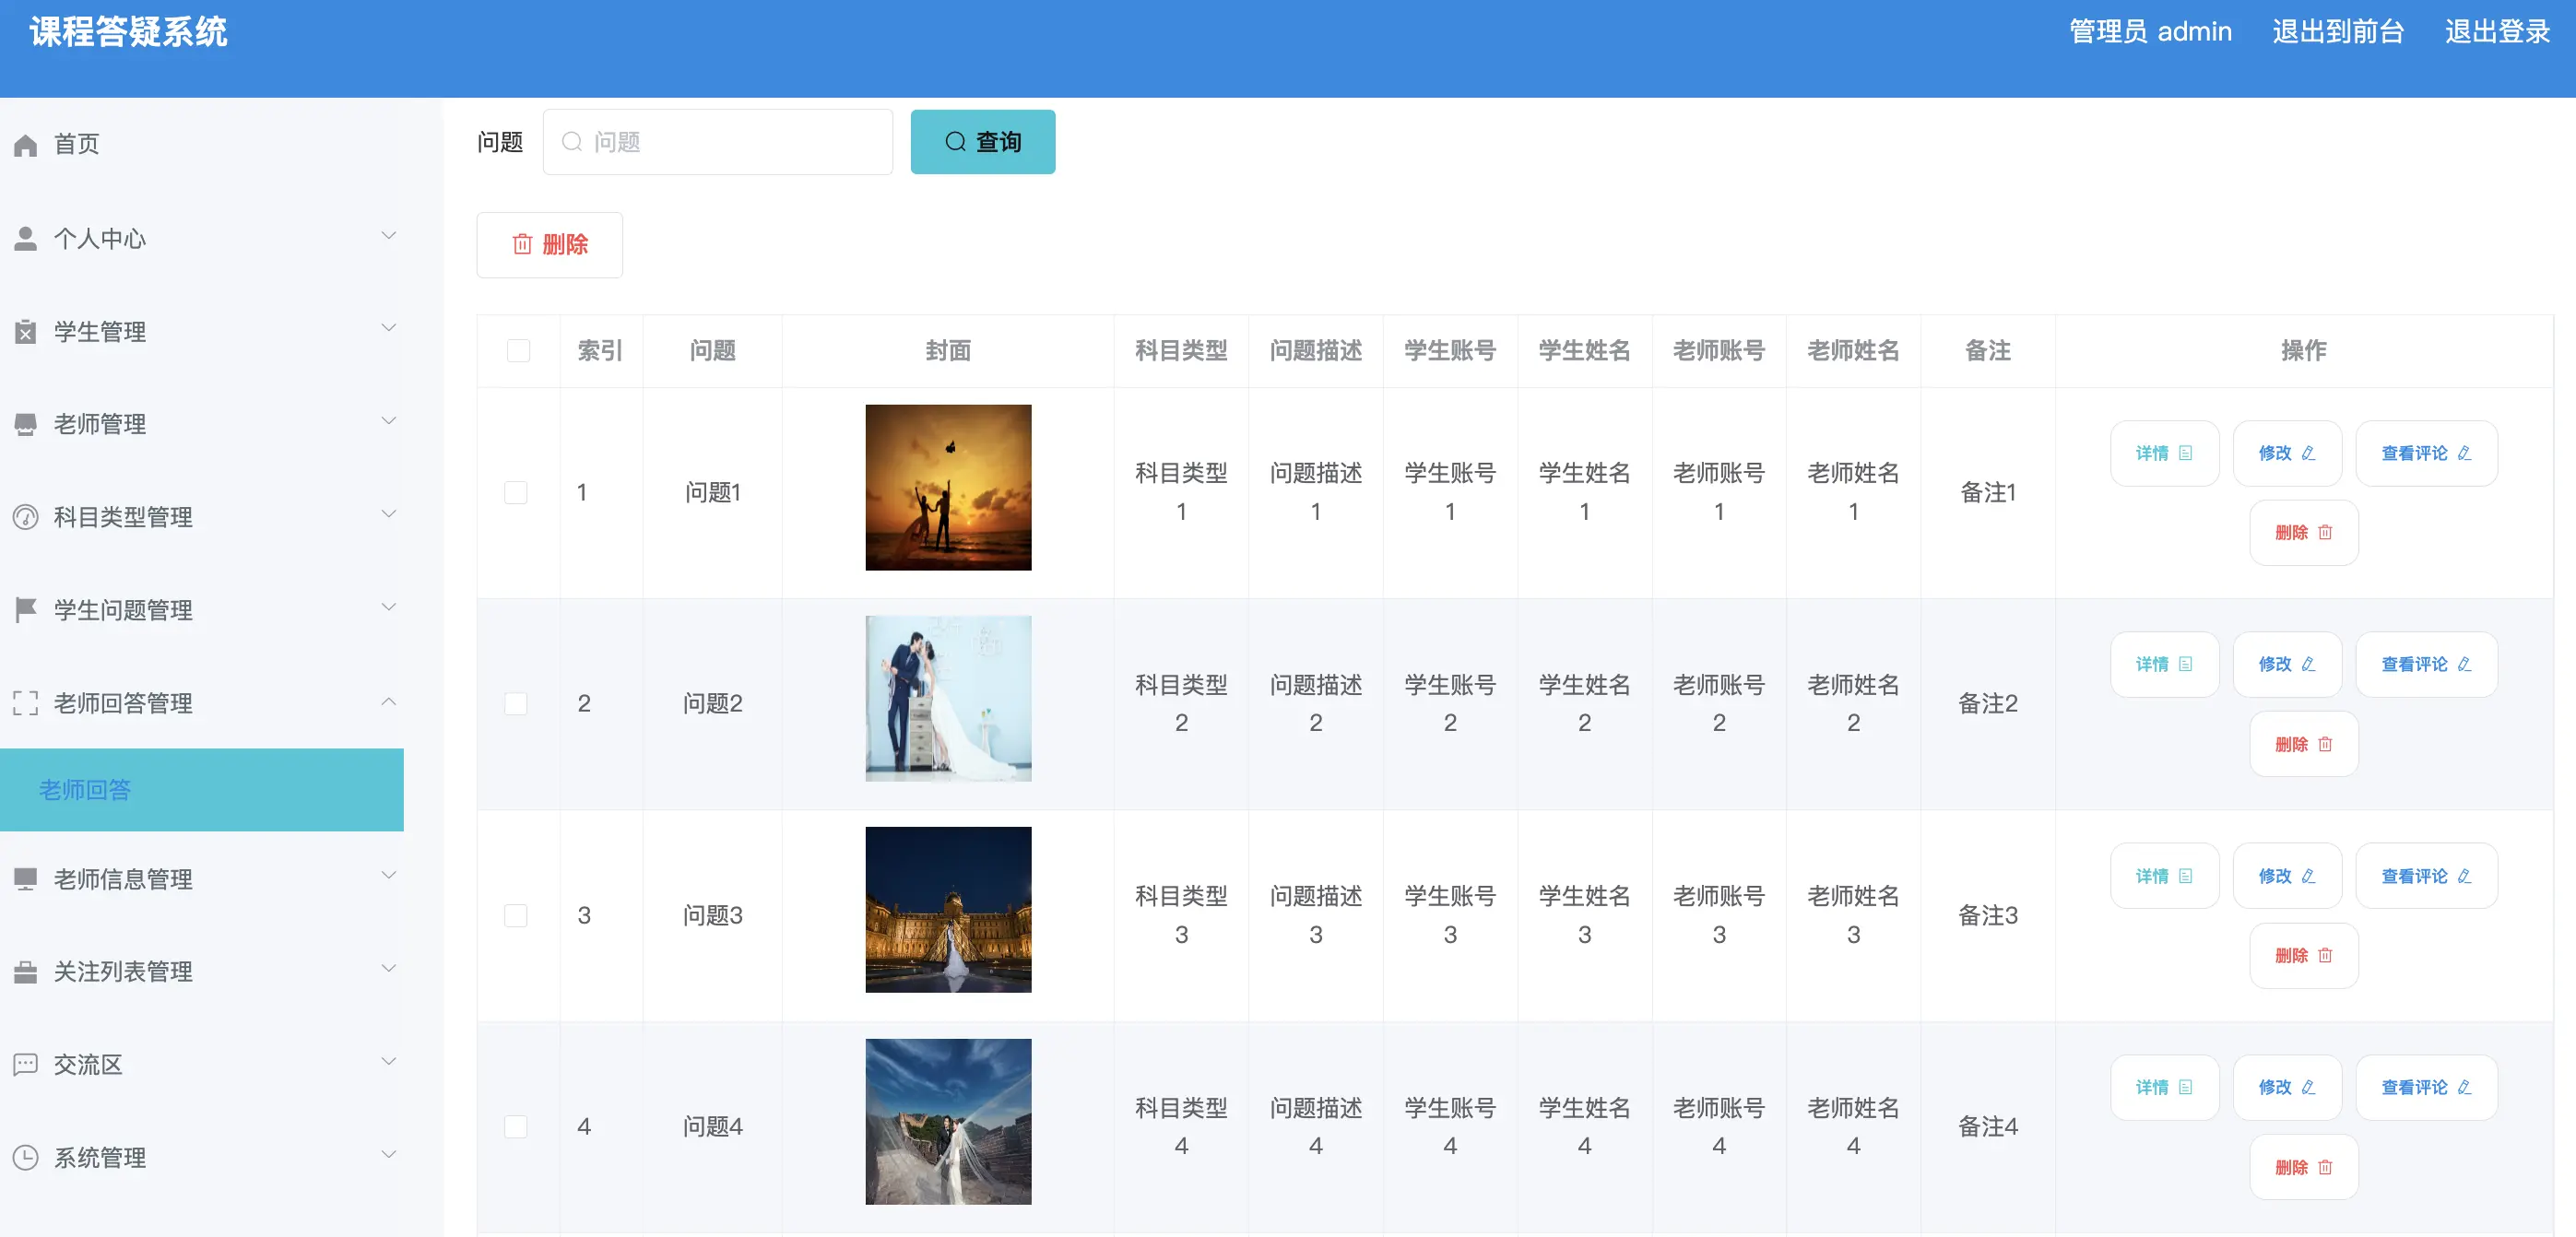 课程答疑系统
管理员 admin 退出到前台 退出登录
首页
个人中心
学生管理
老师管理
科目类型管理
学生问题管理
老师回答管理
老师回答
老师信息管理
关注列表管理
交流区
系统管理
问题 问题 查询
删除
索引 问题 封面 科目类型 问题描述 学生账号 学生姓名 老师账号 老师姓名 备注 操作
1 问题1 科目类型1 问题描述1 学生账号1 学生姓名1 老师账号1 老师姓名1 备注1 详情 修改 查看评论
删除
2 问题2 科目类型2 问题描述2 学生账号2 学生姓名2 老师账号2 老师姓名2 备注2 详情 修改 查看评论
删除
3 问题3 科目类型3 问题描述3 学生账号3 学生姓名3 老师账号3 老师姓名3 备注3 详情 修改 查看评论
删除
4 问题4 科目类型4 问题描述4 学生账号4 学生姓名4 老师账号4 老师姓名4 备注4 详情 修改 查看评论
删除